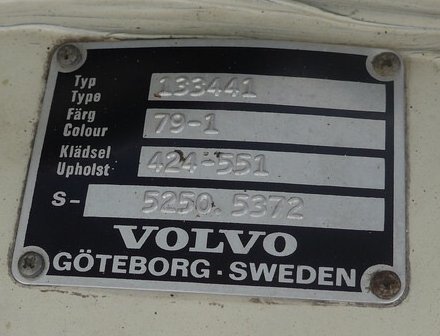 Typ
Type 133441
Färg
Colour 79-1
Klädsel
Upholst 424-551
S- 5250.5372
VOLVO
GÖTEBORG · SWEDEN